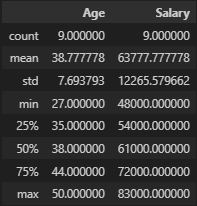 Age Salary
count 9.000000 9.000000
mean 38.777778 63777.777778
std 7.693793 12265.579662
min 27.000000 48000.000000
25% 35.000000 54000.000000
50% 38.000000 61000.000000
75% 44.000000 72000.000000
max 50.000000 83000.000000